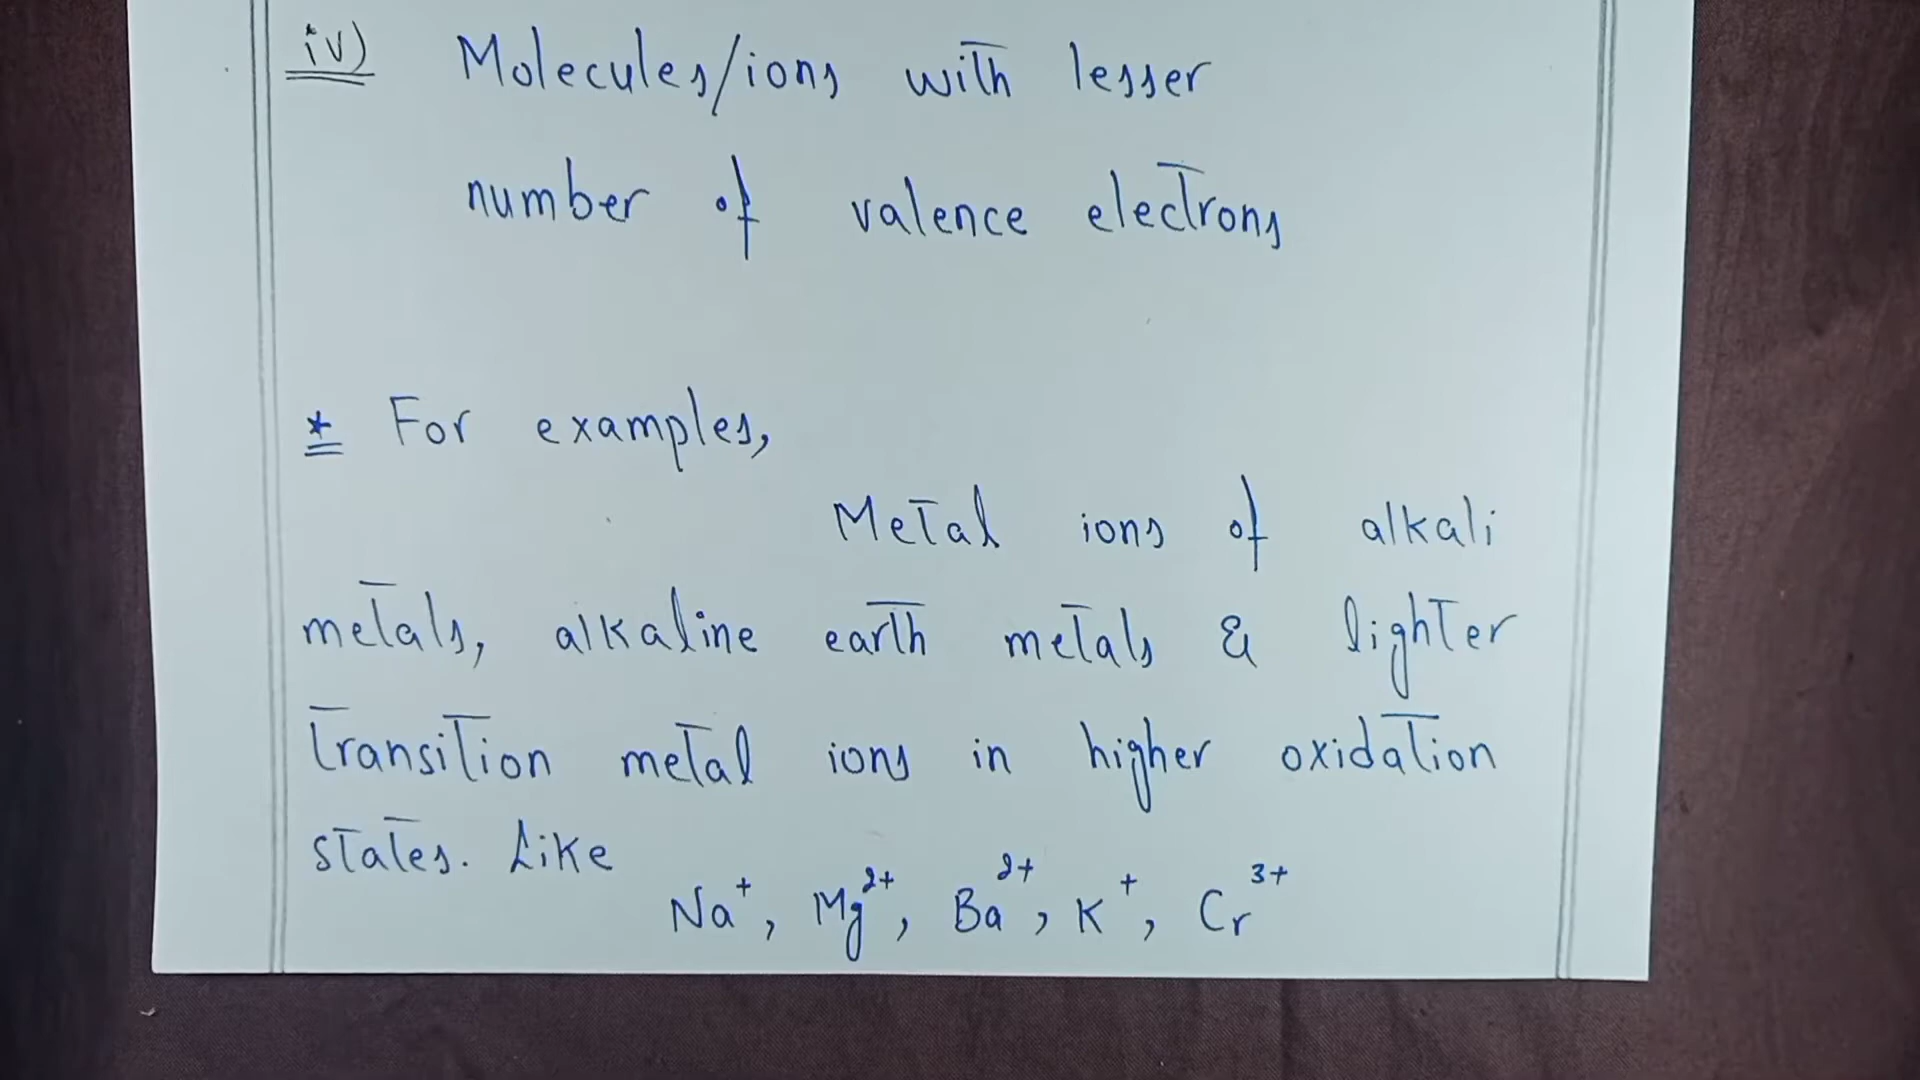 iv) Molecules/ions with lesser
number of valence electrons
* For examples,
Metal ions of alkali
metals, alkaline earth metals & lighter
transition metal ions in higher oxidation
states. Like
Na⁺, Mg²⁺, Ba²⁺, K⁺, Cr³⁺